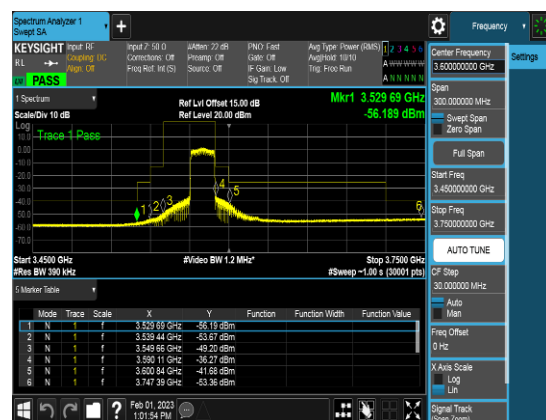 Spectrum Analyzer 1
Swept SA
+
Frequency
KEYSIGHT
Input: RF
Coupling: DC
Align: Off
Input Z: 50 Ω
Corrections: Off
Freq Ref: Int (S)
#Atten: 22 dB
Preamp: Off
Source: Off
PNO: Fast
Gate: Off
IF Gain: Low
Sig Track: Off
Avg Type: Power (RMS)
Avg|Hold: 10/10
Trig: Free Run
1 2 3 4 5 6
A WW WW W
A N N N N N
RL
PASS
1 Spectrum
Scale/Div 10 dB
Ref Lvl Offset 15.00 dB
Ref Level 20.00 dBm
Mkr1 3.529 69 GHz
-56.189 dBm
Log
Trace 1 Pass
10.0
0.00
-10.0
-20.0
-30.0
-40.0
-50.0
-60.0
-70.0
1
2
3
4
5
6
Start 3.4500 GHz
#Res BW 390 kHz
#Video BW 1.2 MHz*
Stop 3.7500 GHz
#Sweep ~1.00 s (30001 pts)
5 Marker Table
Mode Trace Scale X Y Function Function Width Function Value
1 N 1 f 3.529 69 GHz -56.19 dBm
2 N 1 f 3.539 44 GHz -53.67 dBm
3 N 1 f 3.549 66 GHz -49.20 dBm
4 N 1 f 3.590 11 GHz -36.27 dBm
5 N 1 f 3.600 84 GHz -41.68 dBm
6 N 1 f 3.747 39 GHz -53.36 dBm
Feb 01, 2023
1:01:54 PM
?
Center Frequency
3.600000000 GHz
Span
300.000000 MHz
Swept Span
Zero Span
Full Span
Start Freq
3.450000000 GHz
Stop Freq
3.750000000 GHz
AUTO TUNE
CF Step
30.000000 MHz
Auto
Man
Freq Offset
0 Hz
X Axis Scale
Log
Lin
Signal Track
(Span Zoom)
Settings